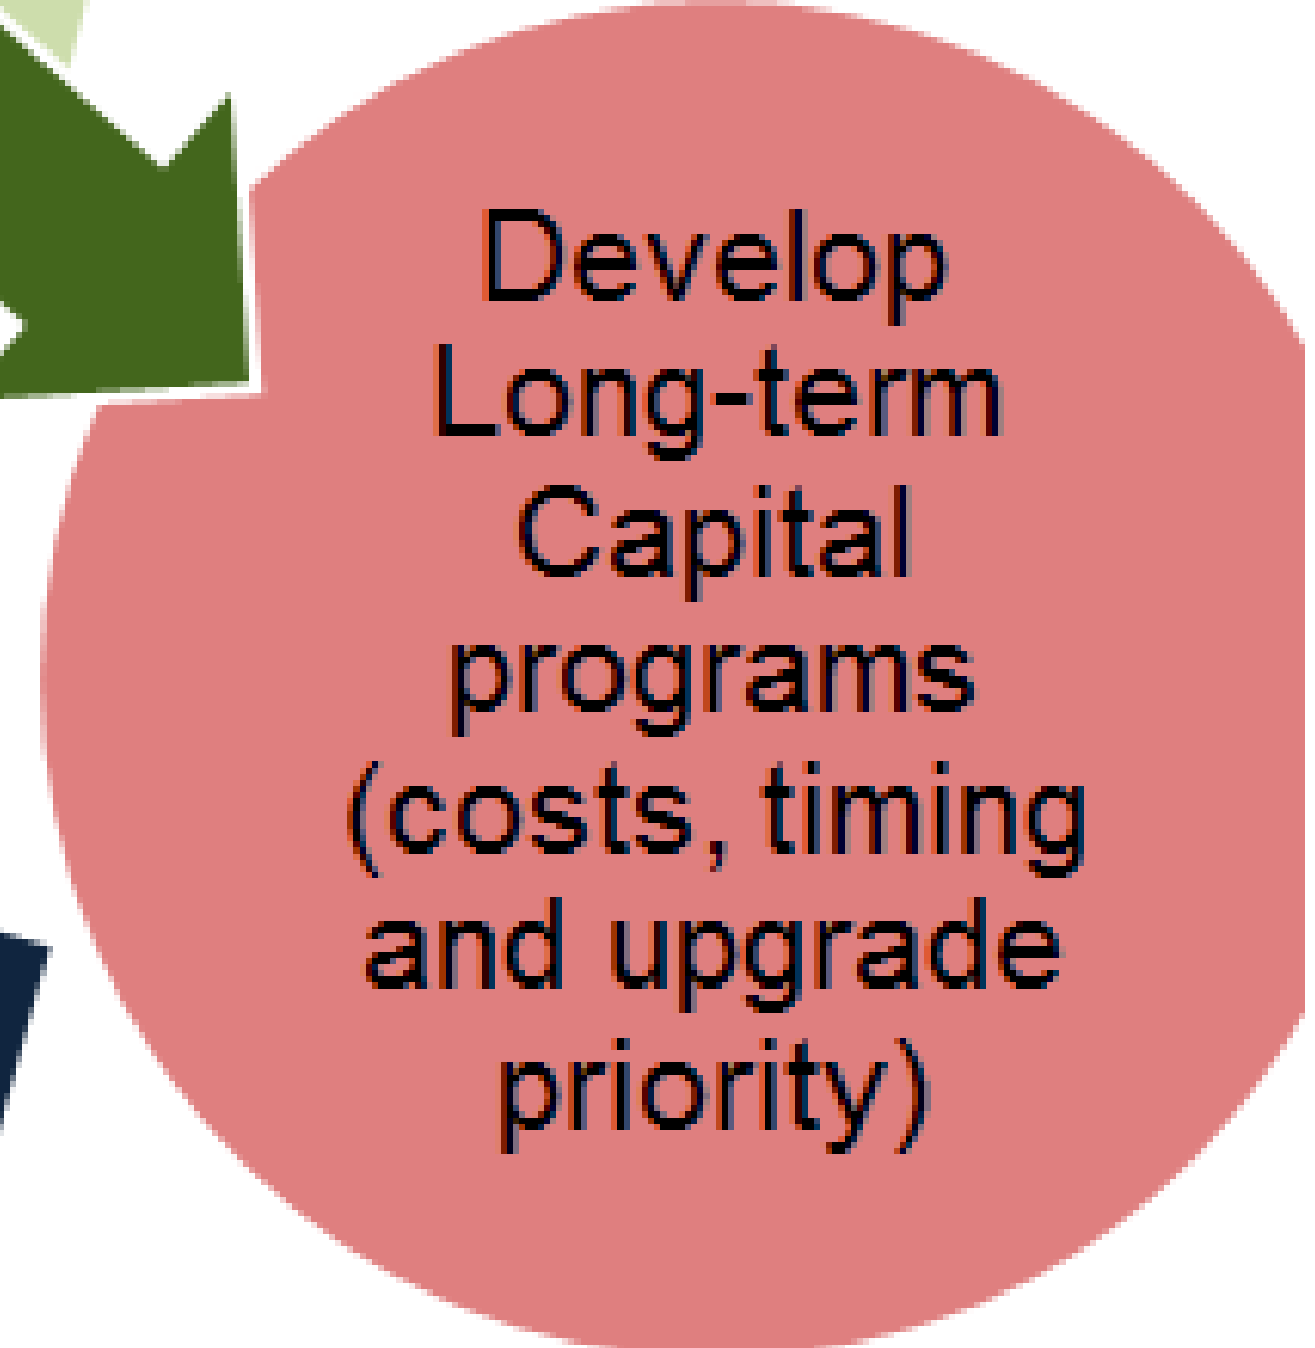 Develop
Long-term
Capital
programs
(costs, timing
and upgrade
priority)